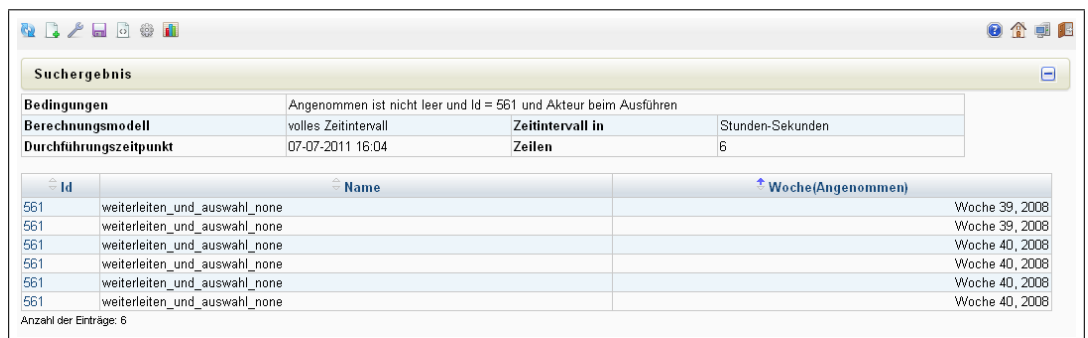 Suchergebnis
Bedingungen Angenommen ist nicht leer und Id = 561 und Akteur beim Ausführen
Berechnungsmodell volles Zeitintervall Zeitintervall in Stunden-Sekunden
Durchführungszeitpunkt 07-07-2011 16:04 Zeilen 6
Id Name Woche(Angenommen)
561 weiterleiten_und_auswahl_none Woche 39, 2008
561 weiterleiten_und_auswahl_none Woche 39, 2008
561 weiterleiten_und_auswahl_none Woche 40, 2008
561 weiterleiten_und_auswahl_none Woche 40, 2008
561 weiterleiten_und_auswahl_none Woche 40, 2008
561 weiterleiten_und_auswahl_none Woche 40, 2008
Anzahl der Einträge: 6